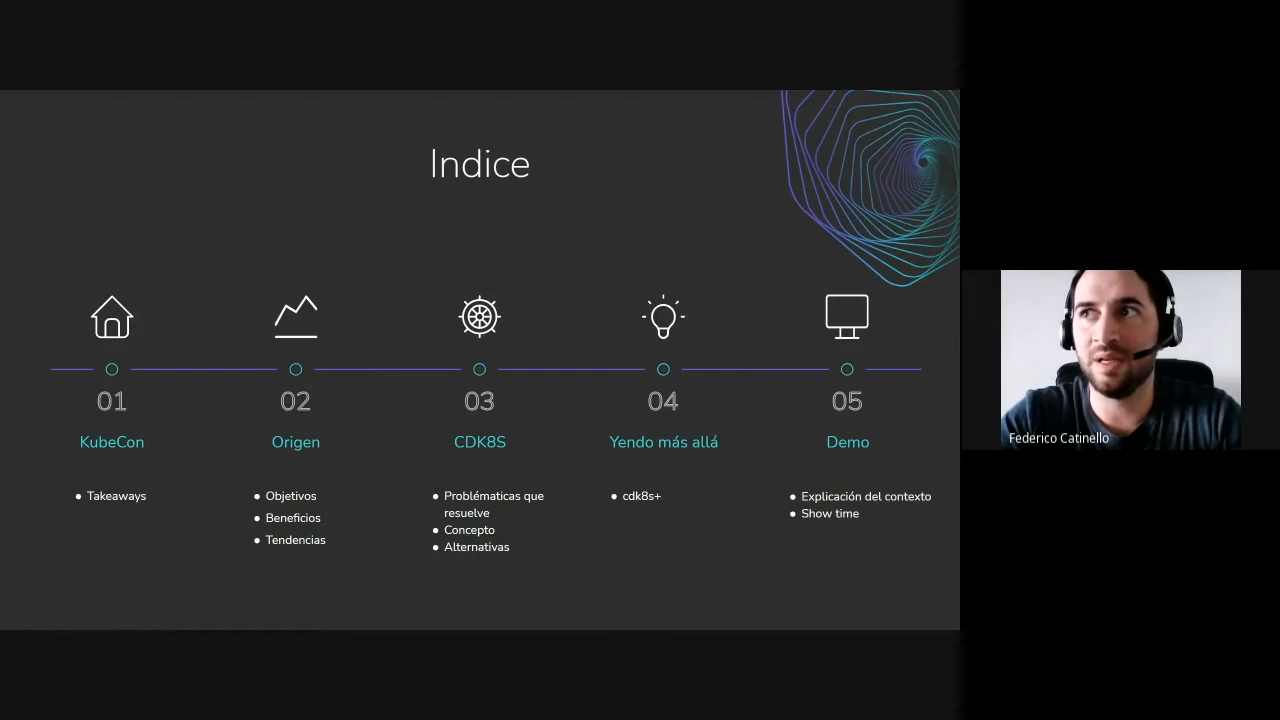 Indice
01
KubeCon
● Takeaways
02
Origen
● Objetivos
● Beneficios
● Tendencias
03
CDK8S
● Problématicas que
resuelve
● Concepto
● Alternativas
04
Yendo más allá
● cdk8s+
05
Demo
● Explicación del contexto
● Show time
Federico Catinello